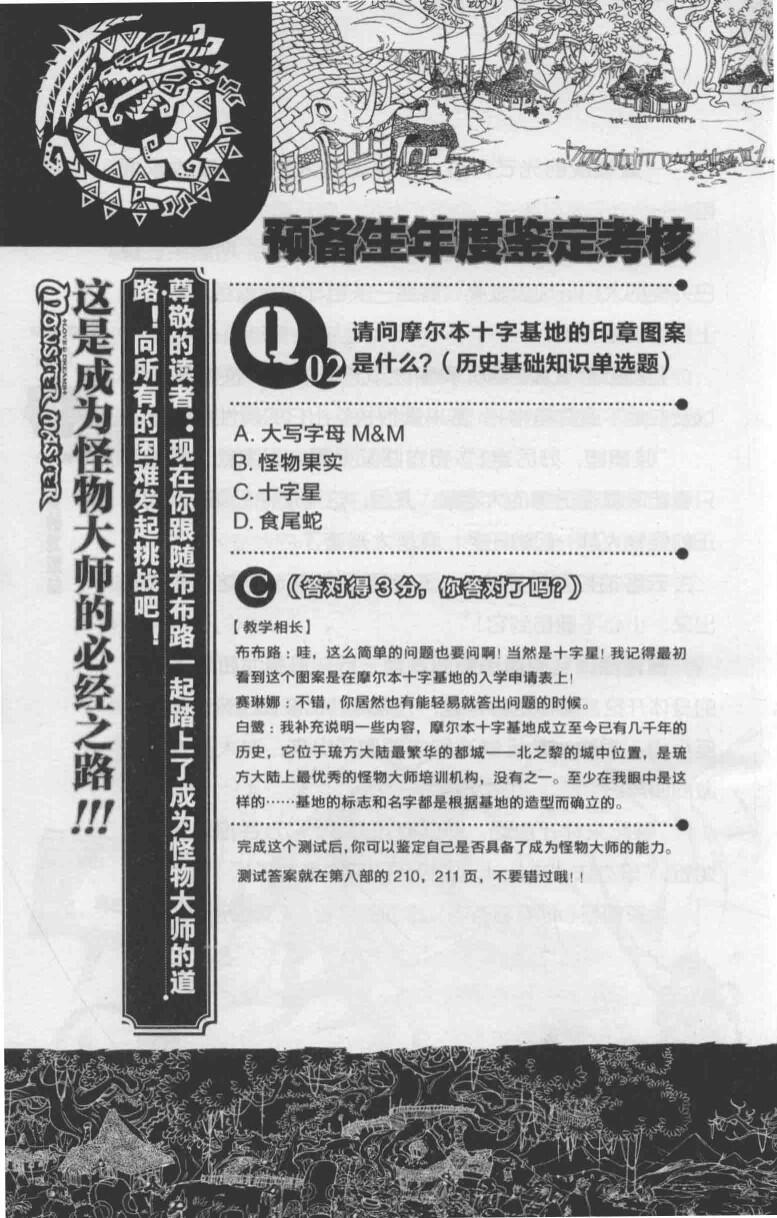 预备生年度鉴定考核
Q
02
请问摩尔本十字基地的印章图案
是什么?（历史基础知识单选题）
A. 大写字母 M&M
B. 怪物果实
C. 十字星
D. 食尾蛇
C（答对得3分，你答对了吗?）
【教学相长】
布布路：哇，这么简单的问题也要问啊！当然是十字星！我记得最初
看到这个图案是在摩尔本十字基地的入学申请表上！
赛琳娜：不错，你居然也有能轻易就答出问题的时候。
白鹭：我补充说明一些内容，摩尔本十字基地成立至今已有几千年的
历史，它位于琉方大陆最繁华的都城——北之黎的城中位置，是琉
方大陆上最优秀的怪物大师培训机构，没有之一。至少在我眼中是这
样的……基地的标志和名字都是根据基地的造型而确立的。
完成这个测试后，你可以鉴定自己是否具备了成为怪物大师的能力。
测试答案就在第八部的 210，211 页，不要错过哦！！
尊敬的读者：现在你跟随布布路一起踏上了成为怪物大师的道
路！向所有的困难发起挑战吧！
这是成为怪物大师的必经之路!!!
MONSTER MASTER